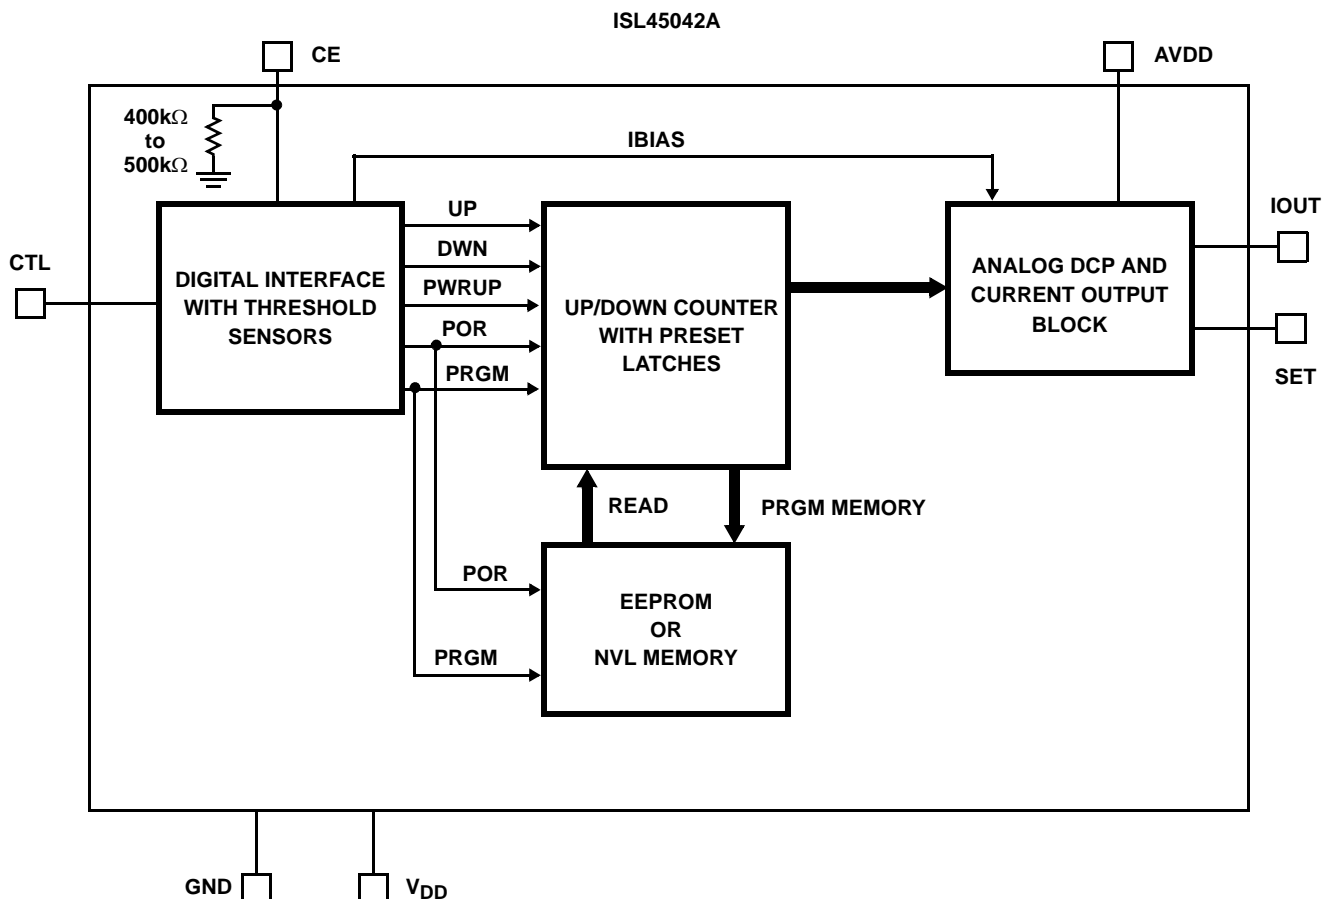 ISL45042A
CE
AVDD
400kΩ
to
500kΩ
IBIAS
UP
DWN
PWRUP
POR
PRGM
IOUT
CTL
DIGITAL INTERFACE
WITH THRESHOLD
SENSORS
UP/DOWN COUNTER
WITH PRESET
LATCHES
ANALOG DCP AND
CURRENT OUTPUT
BLOCK
SET
READ
PRGM MEMORY
POR
PRGM
EEPROM
OR
NVL MEMORY
GND
VDD